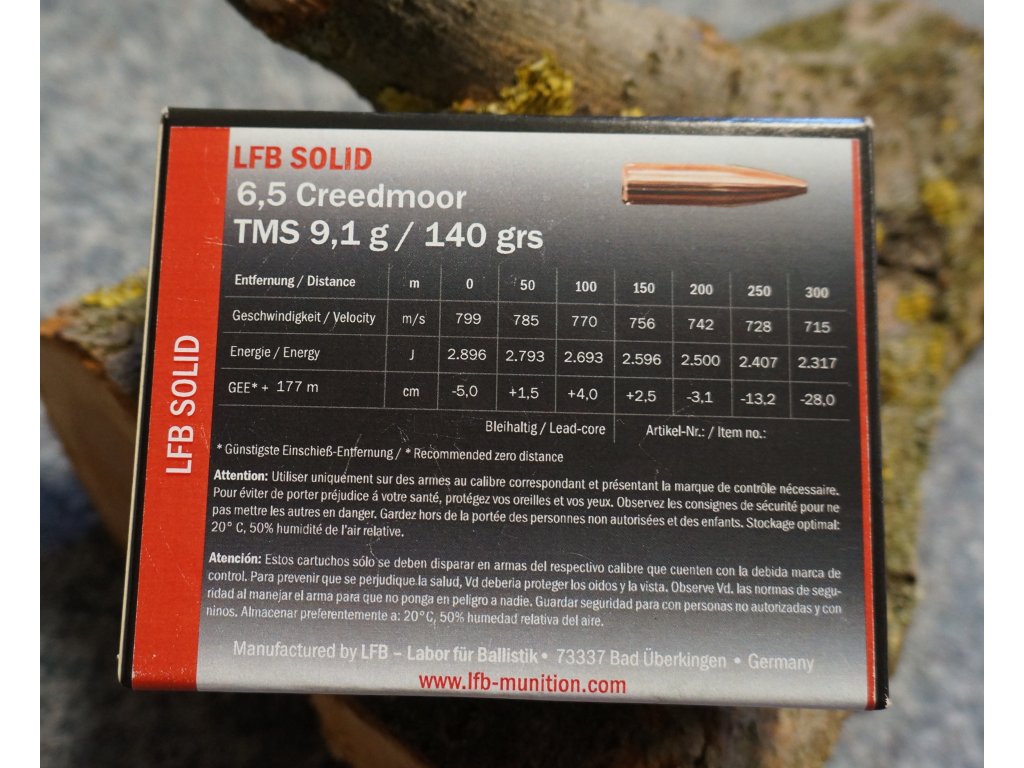 LFB SOLID
LFB SOLID
6,5 Creedmoor
TMS 9,1 g / 140 grs
Entfernung / Distance m 0 50 100 150 200 250 300
Geschwindigkeit / Velocity m/s 799 785 770 756 742 728 715
Energie / Energy J 2.896 2.793 2.693 2.596 2.500 2.407 2.317
GEE* + 177 m cm -5,0 +1,5 +4,0 +2,5 -3,1 -13,2 -28,0
Bleihaltig / Lead-core Artikel-Nr.: / Item no.:
* Günstigste Einschieß-Entfernung / * Recommended zero distance
Attention: Utiliser uniquement sur des armes au calibre correspondant et présentant la marque de contrôle nécessaire.
Pour éviter de porter préjudice á votre santé, protégez vos oreilles et vos yeux. Observez les consignes de sécurité pour ne
pas mettre les autres en danger. Gardez hors de la portée des personnes non autorisées et des enfants. Stockage optimal:
20° C, 50% humidité de l'air relative.
Atención: Estos cartuchos sólo se deben disparar en armas del respectivo calibre que cuenten con la debida marca de
control. Para prevenir que se perjudique la salud, Vd deberia proteger los oidos y la vista. Observe Vd. las normas de segu-
ridad al manejar el arma para que no ponga en peligro a nadie. Guardar seguridad para con personas no autorizadas y con
ninos. Almacenar preferentemente a: 20°C, 50% humedad relativa del aire.
Manufactured by LFB – Labor für Ballistik • 73337 Bad Überkingen • Germany
www.lfb-munition.com